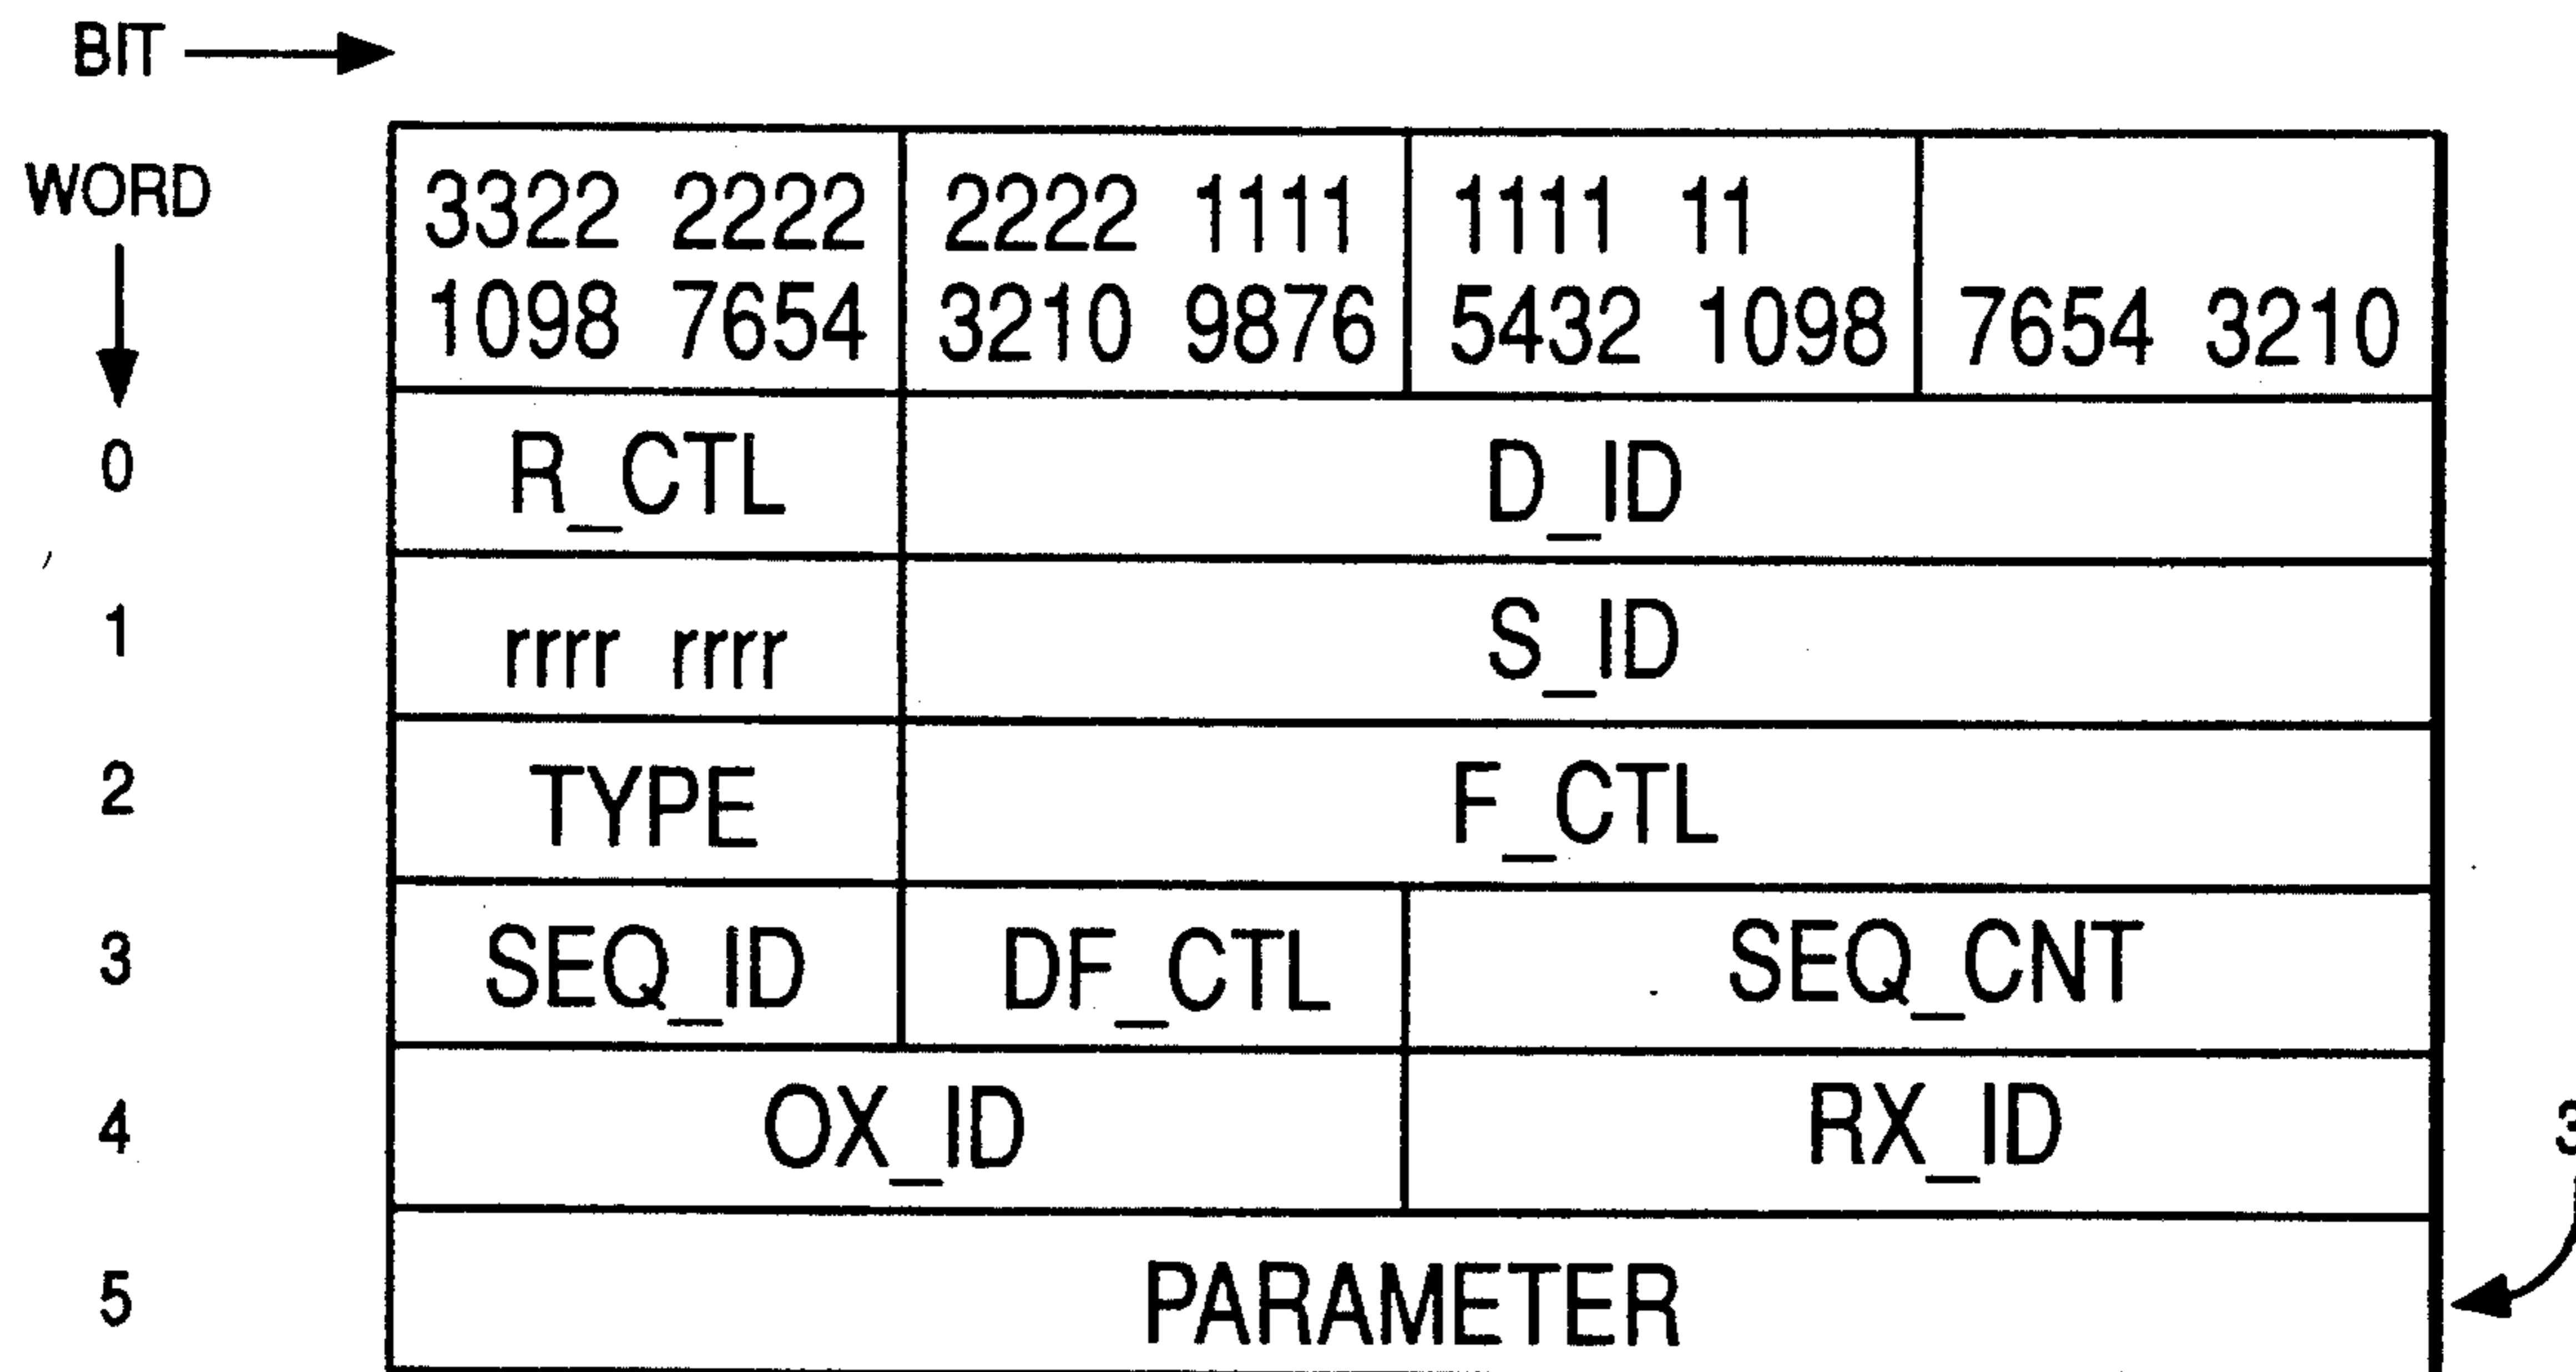 BIT
WORD
3322 2222 2222 1111 1111 11
1098 7654 3210 9876 5432 1098 7654 3210
0 R_CTL D_ID
1 rrrr rrrr S_ID
2 TYPE F_CTL
3 SEQ_ID DF_CTL SEQ_CNT
4 OX_ID RX_ID
5 PARAMETER